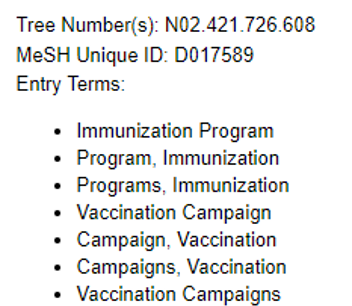 Tree Number(s): N02.421.726.608
MeSH Unique ID: D017589
Entry Terms:
• Immunization Program
• Program, Immunization
• Programs, Immunization
• Vaccination Campaign
• Campaign, Vaccination
• Campaigns, Vaccination
• Vaccination Campaigns